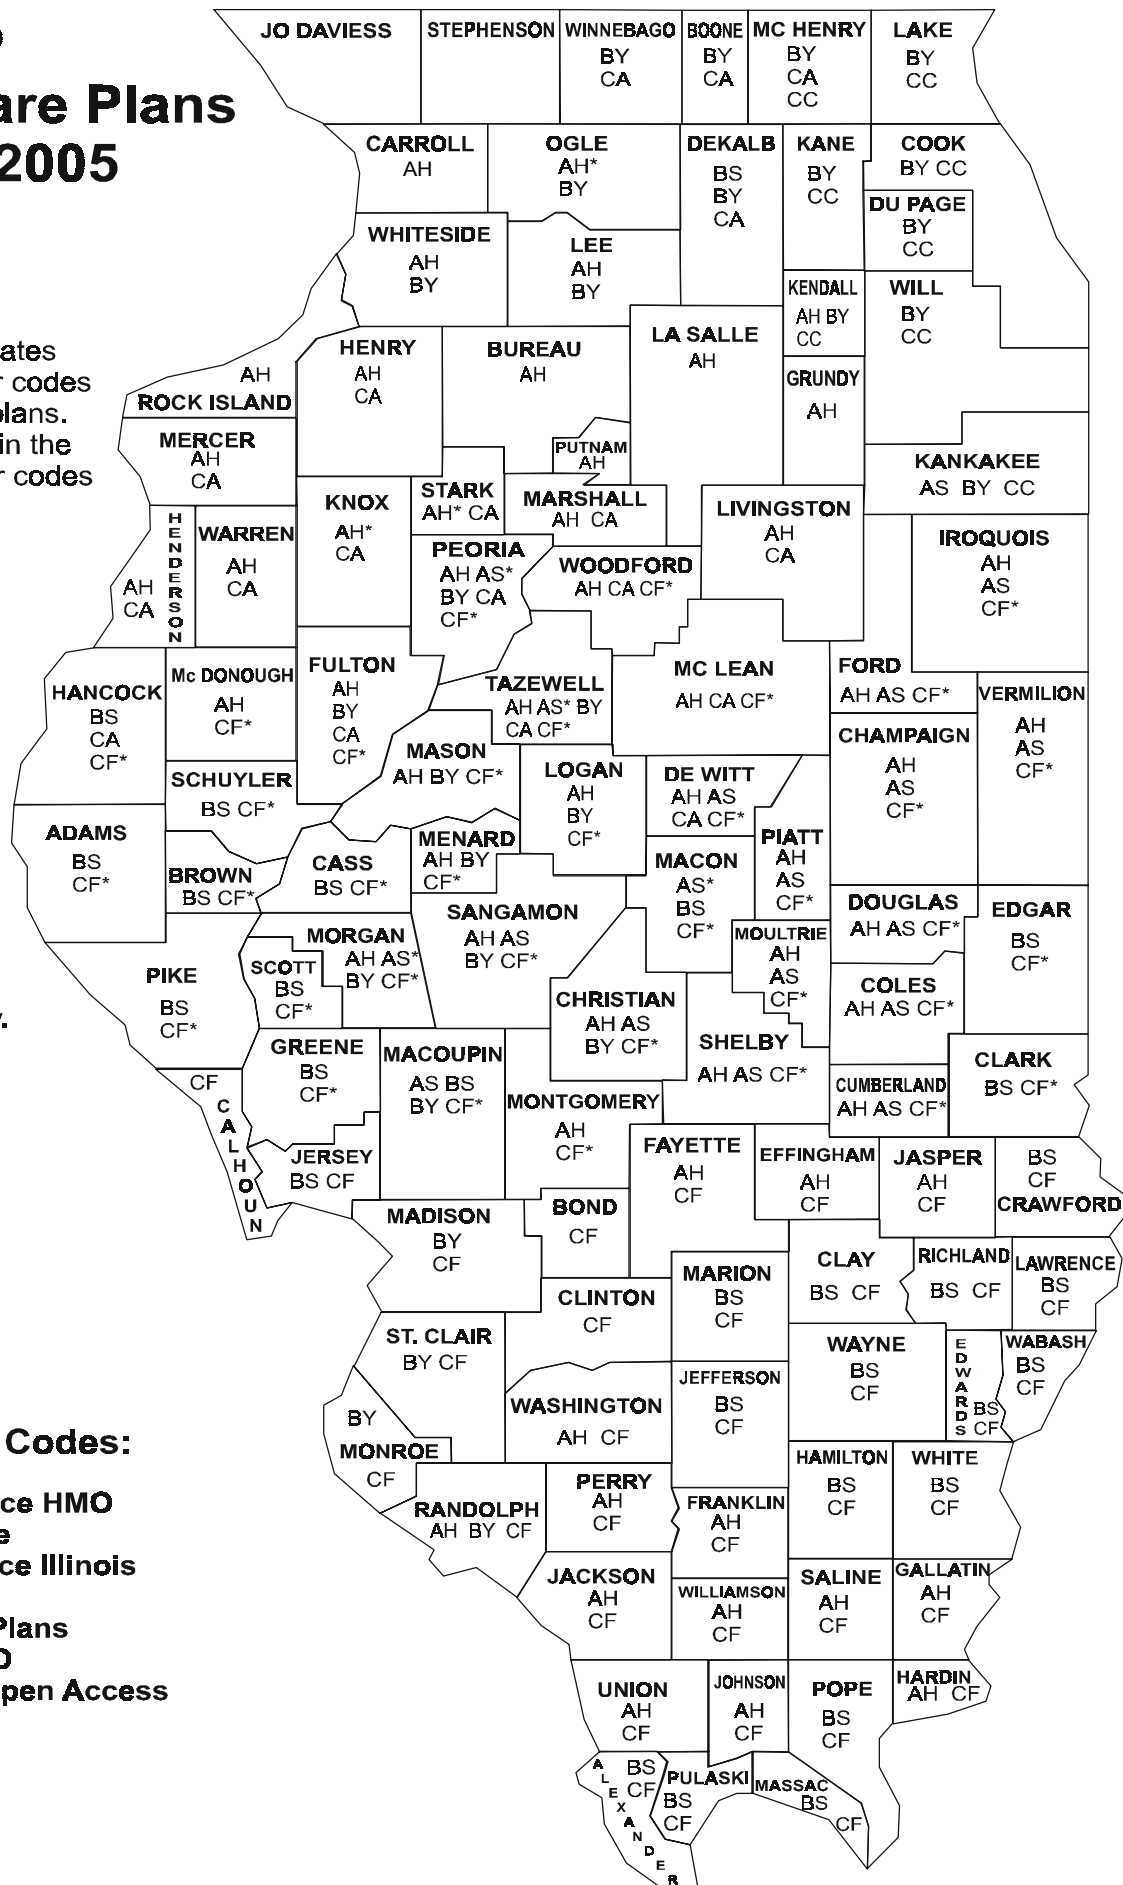 are Plans
2005
ates
r codes
plans.
in the
r codes
y.
Codes:
ce HMO
e
ce Illinois
Plans
O
pen Access
JO DAVIESS
STEPHENSON
WINNEBAGO
BY
CA
BOONE
BY
CA
MC HENRY
BY
CA
CC
LAKE
BY
CC
CARROLL
AH
OGLE
AH*
BY
DEKALB
BS
BY
CA
KANE
BY
CC
COOK
BY CC
DU PAGE
BY
CC
WHITESIDE
AH
BY
LEE
AH
BY
KENDALL
AH BY
CC
WILL
BY
CC
LA SALLE
AH
HENRY
AH
CA
BUREAU
AH
GRUNDY
AH
AH
ROCK ISLAND
MERCER
AH
CA
PUTNAM
AH
KANKAKEE
AS BY CC
KNOX
AH*
CA
STARK
AH* CA
MARSHALL
AH CA
LIVINGSTON
AH
CA
HENDERSON
AH
CA
WARREN
AH
CA
PEORIA
AH AS*
BY CA
CF*
WOODFORD
AH CA CF*
IROQUOIS
AH
AS
CF*
HANCOCK
BS
CA
CF*
Mc DONOUGH
AH
CF*
FULTON
AH
BY
CA
CF*
TAZEWELL
AH AS* BY
CA CF*
MC LEAN
AH CA CF*
FORD
AH AS CF*
VERMILION
AH
AS
CF*
MASON
AH BY CF*
CHAMPAIGN
AH
AS
CF*
SCHUYLER
BS CF*
LOGAN
AH
BY
CF*
DE WITT
AH AS
CA CF*
ADAMS
BS
CF*
BROWN
BS CF*
CASS
BS CF*
MENARD
AH BY
CF*
MACON
AS*
BS
CF*
PIATT
AH
AS
CF*
SANGAMON
AH AS
BY CF*
DOUGLAS
AH AS CF*
EDGAR
BS
CF*
MORGAN
AH AS*
BY CF*
MOULTRIE
AH
AS
CF*
PIKE
BS
CF*
SCOTT
BS
CF*
CHRISTIAN
AH AS
BY CF*
COLES
AH AS CF*
GREENE
BS
CF*
MACOUPIN
AS BS
BY CF*
SHELBY
AH AS CF*
CLARK
BS CF*
CF
CALHOUN
MONTGOMERY
AH
CF*
CUMBERLAND
AH AS CF*
JERSEY
BS CF
FAYETTE
AH
CF
EFFINGHAM
AH
CF
JASPER
AH
CF
BS
CF
CRAWFORD
MADISON
BY
CF
BOND
CF
CLAY
BS CF
RICHLAND
BS CF
LAWRENCE
BS
CF
MARION
BS
CF
CLINTON
CF
ST. CLAIR
BY CF
WAYNE
BS
CF
EDWARDS
BS
CF
WABASH
BS
CF
JEFFERSON
BS
CF
WASHINGTON
AH CF
BY
MONROE
CF
HAMILTON
BS
CF
WHITE
BS
CF
RANDOLPH
AH BY CF
PERRY
AH
CF
FRANKLIN
AH
CF
JACKSON
AH
CF
WILLIAMSON
AH
CF
SALINE
AH
CF
GALLATIN
AH
CF
UNION
AH
CF
JOHNSON
AH
CF
POPE
BS
CF
HARDIN
AH CF
ALEXANDER
BS
CF
PULASKI
BS
CF
MASSAC
BS
CF